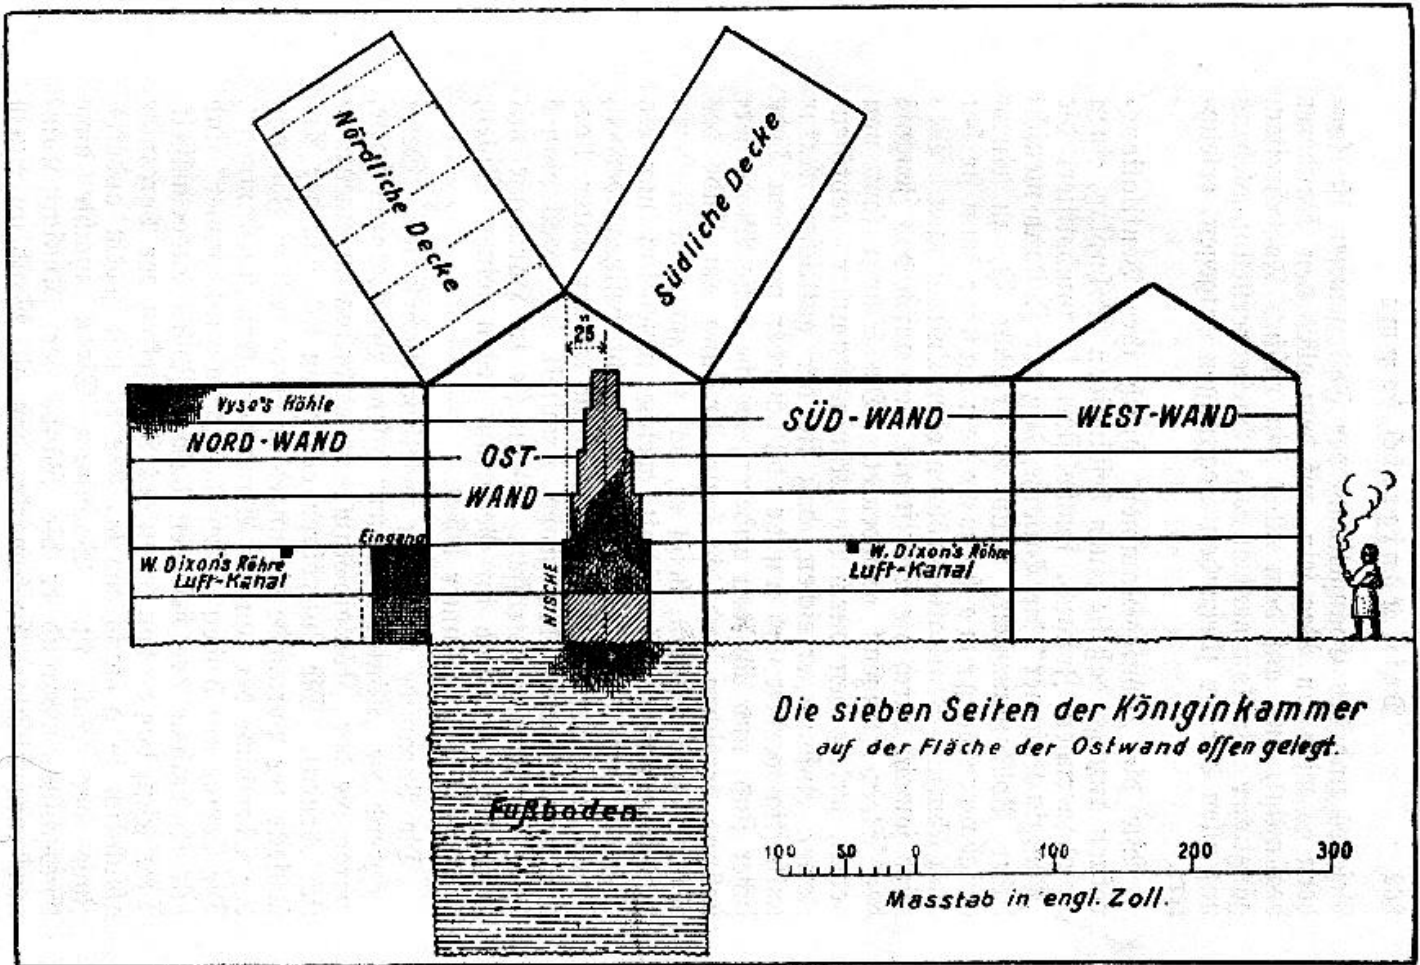 Nördliche Decke
Südliche Decke
25"
Vyse's Höhle
NORD-WAND
OST-
WAND
SÜD-WAND
WEST-WAND
Eingang
W. Dixon's Röhre
Luft-Kanal
NISCHE
W. Dixon's Röhre
Luft-Kanal
Die sieben Seiten der Königinkammer
auf der Fläche der Ostwand offen gelegt.
Fußboden
100 50 0 100 200 300
Masstab in engl. Zoll.